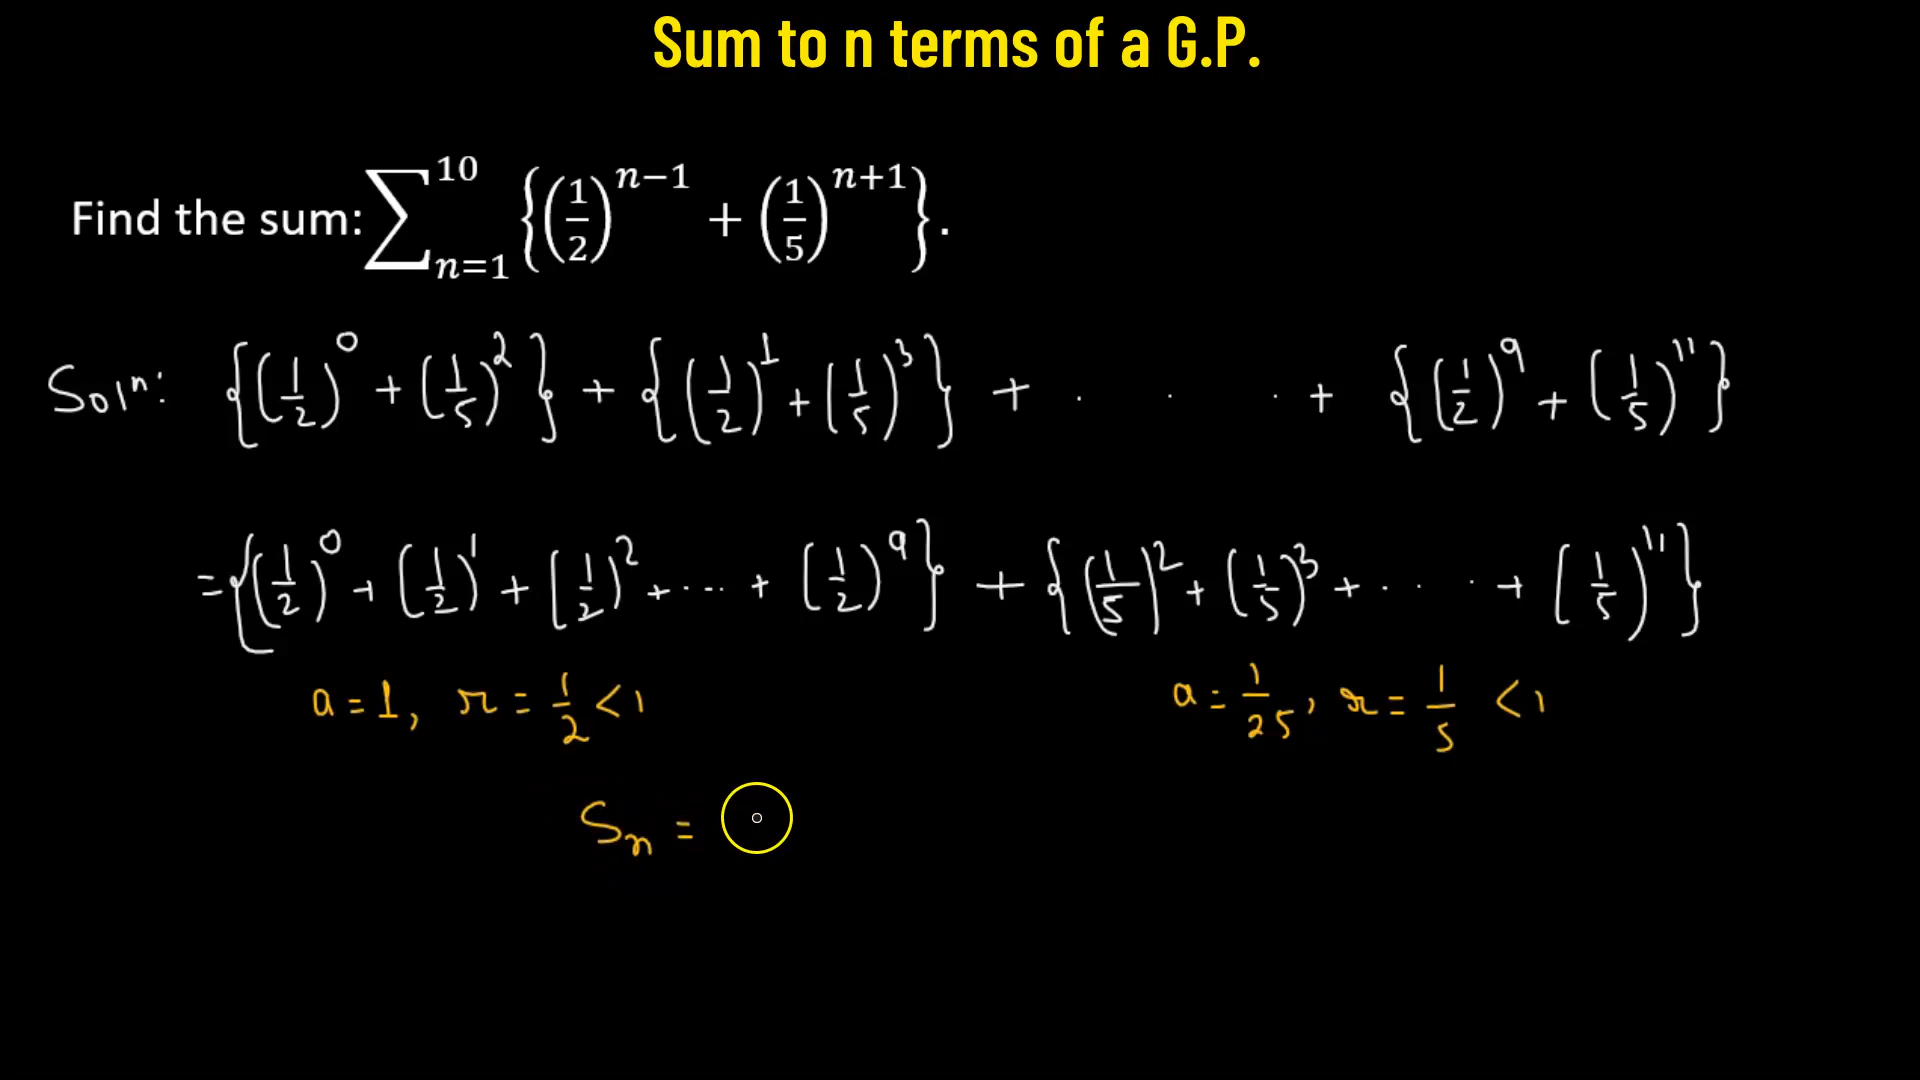 Sum to n terms of a G.P.
Find the sum: ∑_{n=1}^{10} {(1/2)^{n−1} + (1/5)^{n+1}}.
Solⁿ: {(1/2)^0 + (1/5)^2} + {(1/2)^1 + (1/5)^3} + . . . + {(1/2)^9 + (1/5)^11}
= {(1/2)^0 + (1/2)^1 + (1/2)^2 + ... + (1/2)^9} + {(1/5)^2 + (1/5)^3 + . . . + (1/5)^11}
a = 1, r = 1/2 < 1 a = 1/25, r = 1/5 < 1
S_n =